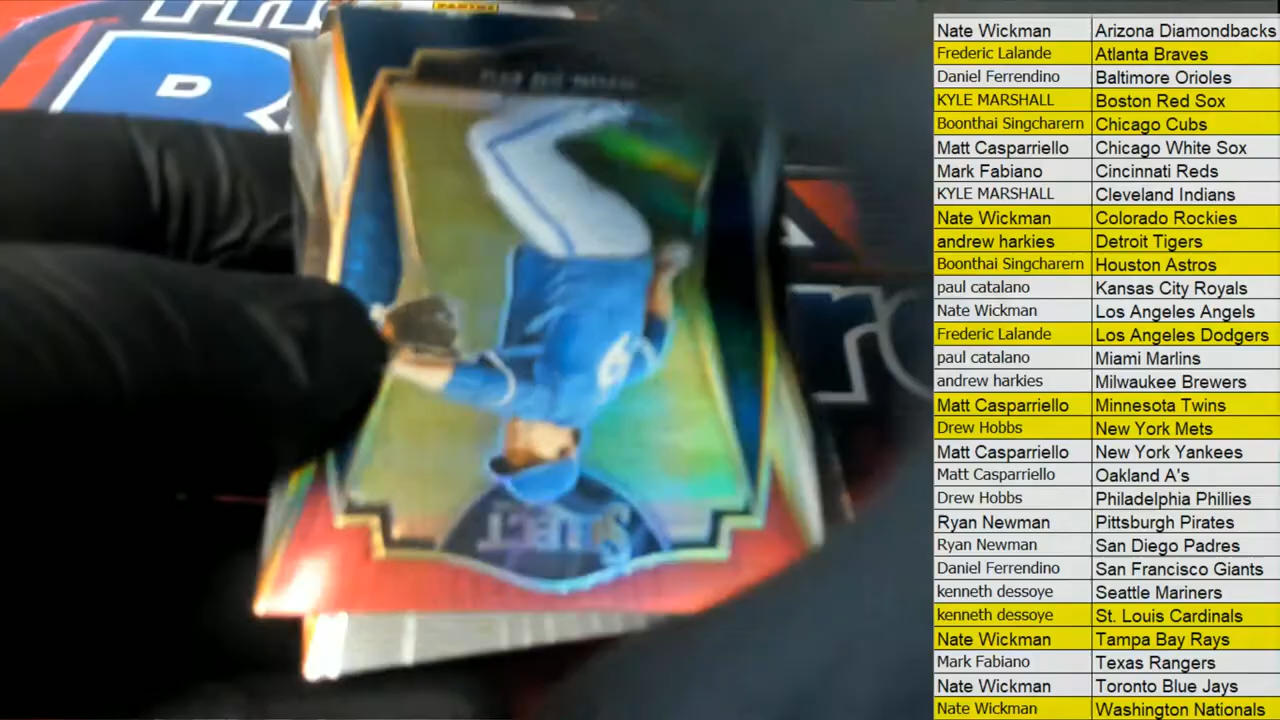 PANINI
D
SELECT
6
Nate Wickman Arizona Diamondbacks
Frederic Lalande Atlanta Braves
Daniel Ferrendino Baltimore Orioles
KYLE MARSHALL Boston Red Sox
Boonthai Singcharern Chicago Cubs
Matt Casparriello Chicago White Sox
Mark Fabiano Cincinnati Reds
KYLE MARSHALL Cleveland Indians
Nate Wickman Colorado Rockies
andrew harkies Detroit Tigers
Boonthai Singcharern Houston Astros
paul catalano Kansas City Royals
Nate Wickman Los Angeles Angels
Frederic Lalande Los Angeles Dodgers
paul catalano Miami Marlins
andrew harkies Milwaukee Brewers
Matt Casparriello Minnesota Twins
Drew Hobbs New York Mets
Matt Casparriello New York Yankees
Matt Casparriello Oakland A's
Drew Hobbs Philadelphia Phillies
Ryan Newman Pittsburgh Pirates
Ryan Newman San Diego Padres
Daniel Ferrendino San Francisco Giants
kenneth dessoye Seattle Mariners
kenneth dessoye St. Louis Cardinals
Nate Wickman Tampa Bay Rays
Mark Fabiano Texas Rangers
Nate Wickman Toronto Blue Jays
Nate Wickman Washington Nationals